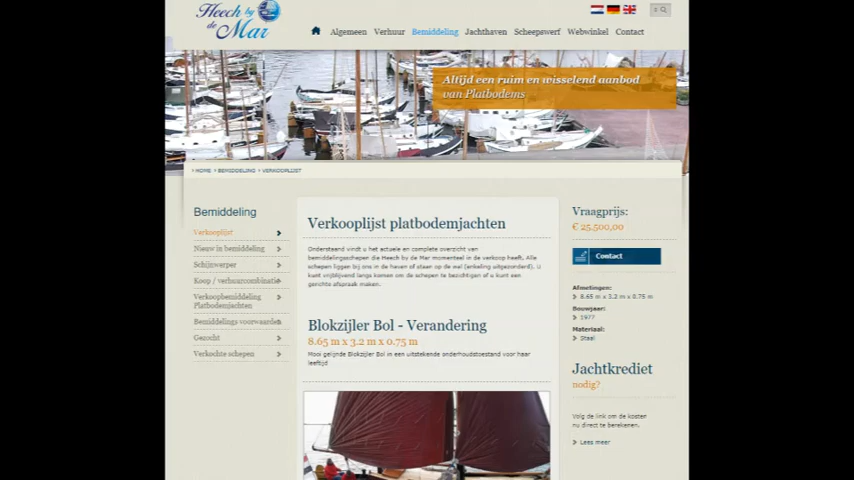 Heech by
de
Mar
Algemeen Verhuur Bemiddeling Jachthaven Scheepswerf Webwinkel Contact
Altijd een ruim en wisselend aanbod
van Platbodems
HOME BEMIDDELING VERKOOPLIJST
Bemiddeling
Verkooplijst
Nieuw in bemiddeling
Schijnwerper
Koop / verhuurcombinatie
Verkoopbemiddeling
Platbodemjachten
Bemiddelings voorwaarden
Gezocht
Verkochte schepen
Verkooplijst platbodemjachten
Onderstaand vindt u het actuele en complete overzicht van
bemiddelingsschepen die Heech by de Mar momenteel in de verkoop heeft. Alle
schepen liggen bij ons in de haven of staan op de wal (enkeling uitgezonderd). U
kunt vrijblijvend langs komen om de schepen te bezichtigen of u kunt een
gerichte afspraak maken.
Blokzijler Bol - Verandering
8.65 m x 3.2 m x 0.75 m
Mooi gelijnde Blokzijler Bol in een uitstekende onderhoudstoestand voor haar
leeftijd
Vraagprijs:
€ 25.500,00
Contact
Afmetingen:
8.65 m x 3.2 m x 0.75 m
Bouwjaar:
1977
Materiaal:
Staal
Jachtkrediet
nodig?
Volg de link om de kosten
nu direct te berekenen.
Lees meer